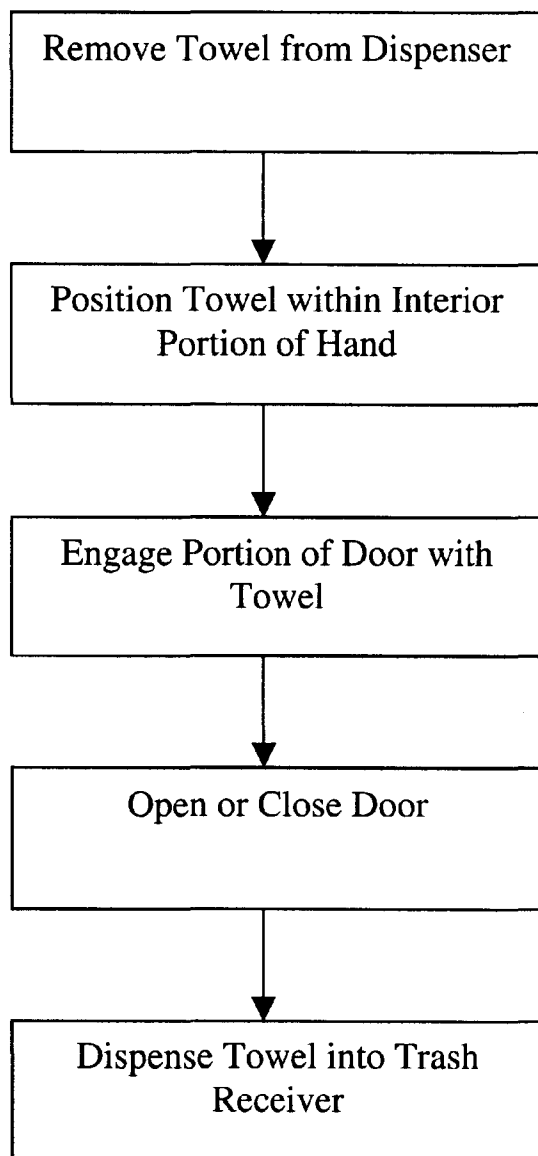 Remove Towel from Dispenser
Position Towel within Interior
Portion of Hand
Engage Portion of Door with
Towel
Open or Close Door
Dispense Towel into Trash
Receiver